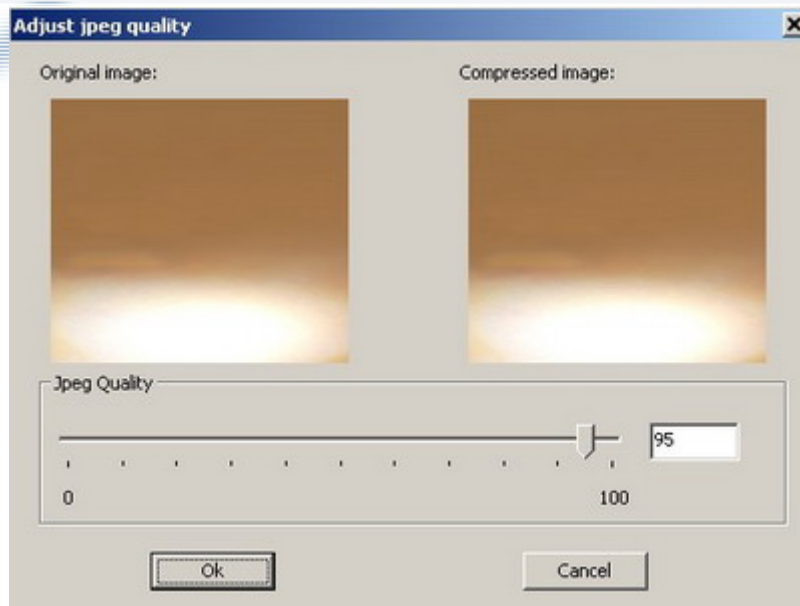 Adjust jpeg quality
Original image: Compressed image:
Jpeg Quality
95
0 100
Ok Cancel